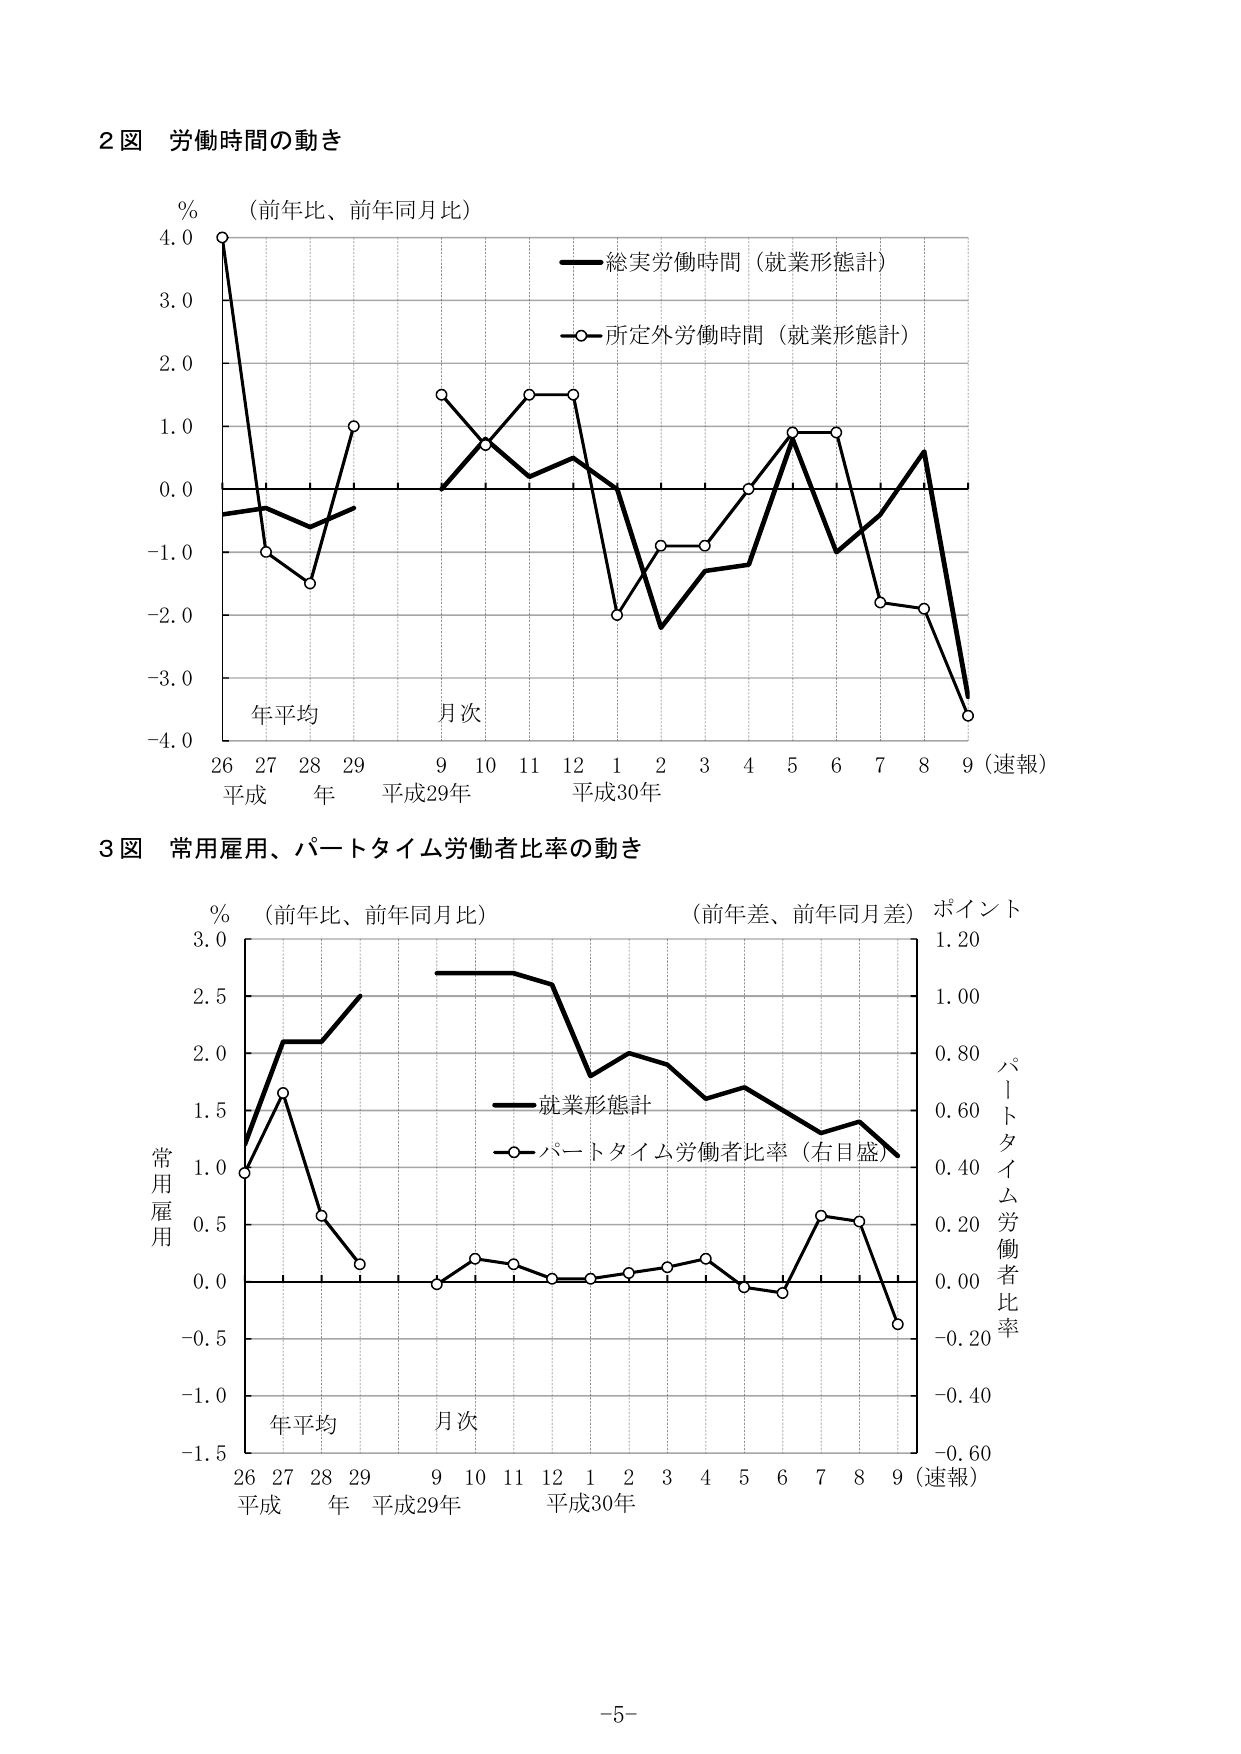 ２図　労働時間の動き
％　（前年比、前年同月比）
4.0
総実労働時間（就業形態計）
3.0
所定外労働時間（就業形態計）
2.0
1.0
0.0
-1.0
-2.0
-3.0
年平均　月次
-4.0
26 27 28 29 9 10 11 12 1 2 3 4 5 6 7 8 9（速報）
平成　年　平成29年　平成30年
３図　常用雇用、パートタイム労働者比率の動き
％　（前年比、前年同月比）　（前年差、前年同月差）　ポイント
3.0 1.20
2.5 1.00
2.0 0.80
1.5 就業形態計 0.60
パートタイム労働者比率（右目盛）
1.0 0.40
0.5 0.20
0.0 0.00
-0.5 -0.20
-1.0 -0.40
年平均　月次
-1.5 -0.60
常用雇用
パートタイム労働者比率
26 27 28 29 9 10 11 12 1 2 3 4 5 6 7 8 9（速報）
平成　年　平成29年　平成30年
-5-